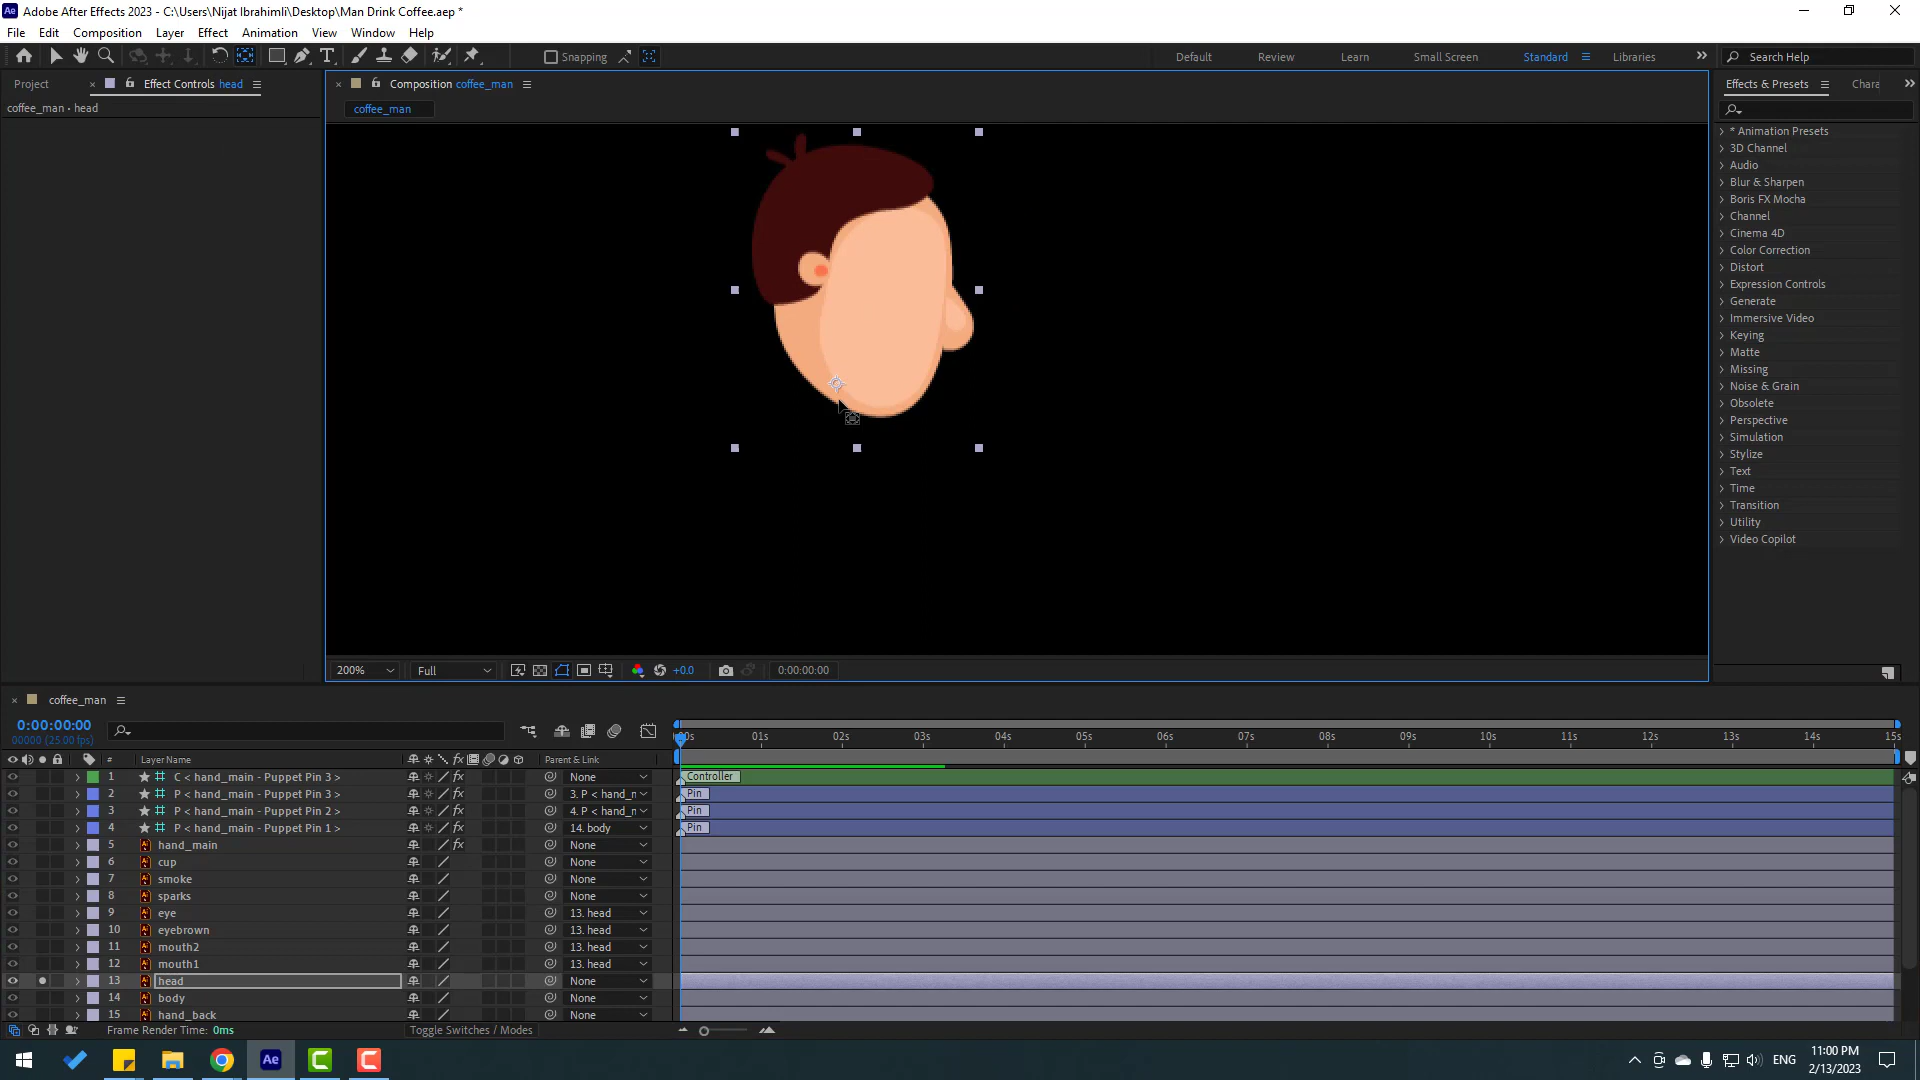 Adobe After Effects 2023 - C:\Users\Nijat Ibrahimli\Desktop\Man Drink Coffee.aep *
File Edit Composition Layer Effect Animation View Window Help
Snapping Default Review Learn Small Screen Standard Libraries Search Help
Project Effect Controls head Composition coffee_man Effects & Presets Chara
coffee_man • head coffee_man
* Animation Presets
3D Channel
Audio
Blur & Sharpen
Boris FX Mocha
Channel
Cinema 4D
Color Correction
Distort
Expression Controls
Generate
Immersive Video
Keying
Matte
Missing
Noise & Grain
Obsolete
Perspective
Simulation
Stylize
Text
Time
Transition
Utility
Video Copilot
200% Full +0.0 0:00:00:00
coffee_man
0:00:00:00
00000 (25.00 fps)
:00s 01s 02s 03s 04s 05s 06s 07s 08s 09s 10s 11s 12s 13s 14s 15s
# Layer Name Parent & Link
1 C < hand_main - Puppet Pin 3 > None Controller
2 P < hand_main - Puppet Pin 3 > 3. P < hand_n Pin
3 P < hand_main - Puppet Pin 2 > 4. P < hand_n Pin
4 P < hand_main - Puppet Pin 1 > 14. body Pin
5 hand_main None
6 cup None
7 smoke None
8 sparks None
9 eye 13. head
10 eyebrown 13. head
11 mouth2 13. head
12 mouth1 13. head
13 head None
14 body None
15 hand_back None
Frame Render Time: 0ms Toggle Switches / Modes
Ae ENG 11:00 PM
2/13/2023